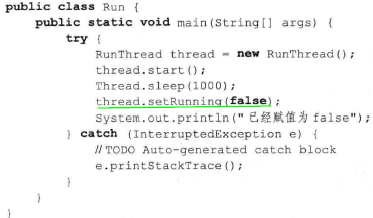 public class Run {
public static void main(String[] args) {
try {
RunThread thread = new RunThread();
thread.start();
Thread.sleep(1000);
thread.setRunning(false);
System.out.println("已经赋值为 false");
} catch (InterruptedException e) {
//TODO Auto-generated catch block
e.printStackTrace();
}
}
}